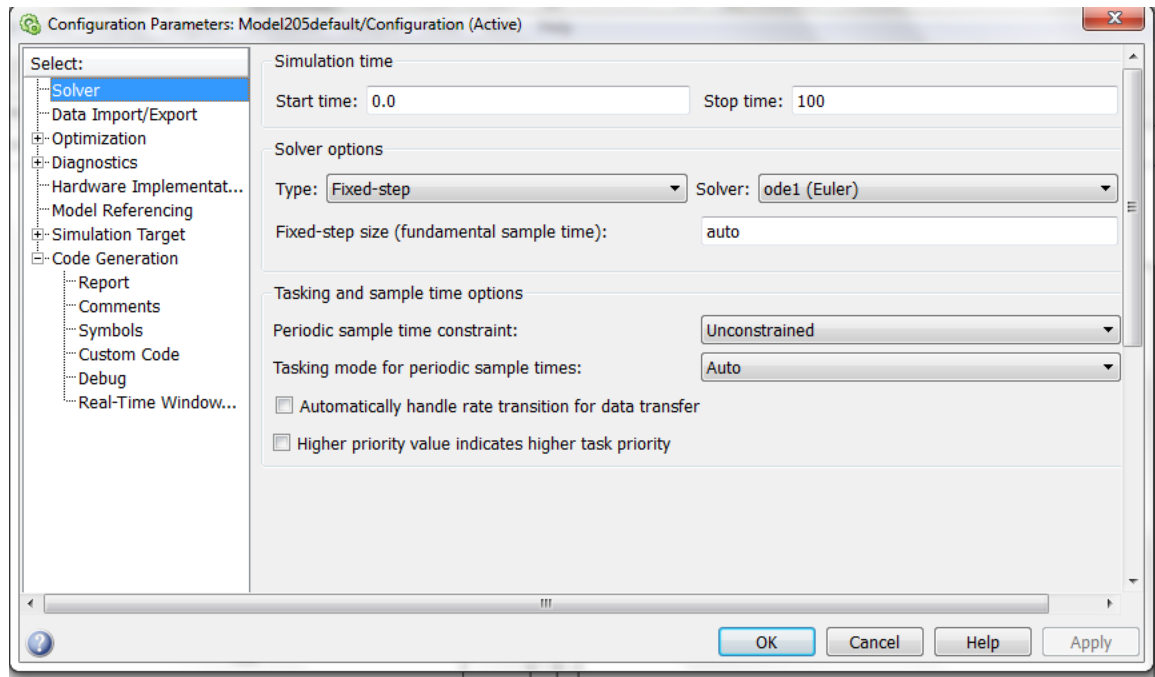 Configuration Parameters: Model205default/Configuration (Active)
Select:
Solver
Data Import/Export
Optimization
Diagnostics
Hardware Implementat...
Model Referencing
Simulation Target
Code Generation
Report
Comments
Symbols
Custom Code
Debug
Real-Time Window...
Simulation time
Start time: 0.0 Stop time: 100
Solver options
Type: Fixed-step Solver: ode1 (Euler)
Fixed-step size (fundamental sample time): auto
Tasking and sample time options
Periodic sample time constraint: Unconstrained
Tasking mode for periodic sample times: Auto
Automatically handle rate transition for data transfer
Higher priority value indicates higher task priority
OK Cancel Help Apply